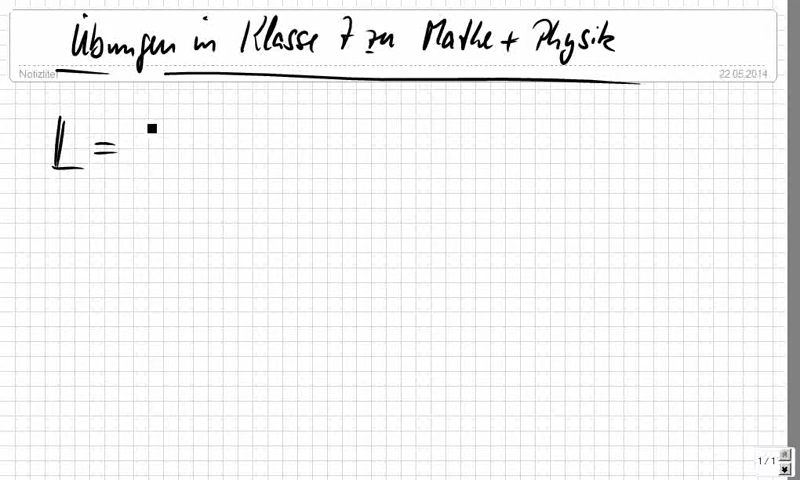 Übungen in Klasse 7 zu Mathe + Physik
Notiztitel
22.05.2014
𝕃 =
1/1